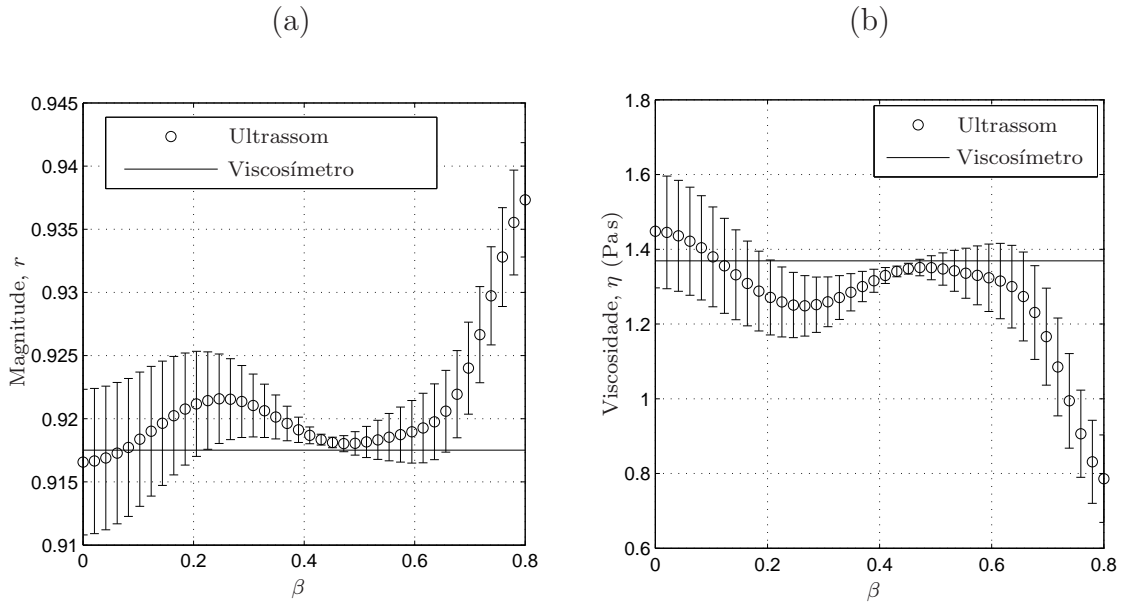 (a)
0.945
0.94
0.935
0.93
0.925
0.92
0.915
0.91
Magnitude, r
Ultrassom
Viscosímetro
0
0.2
0.4
0.6
0.8
β
(b)
1.8
1.6
1.4
1.2
1
0.8
0.6
Viscosidade, η (Pa s)
Ultrassom
Viscosímetro
0
0.2
0.4
0.6
0.8
β